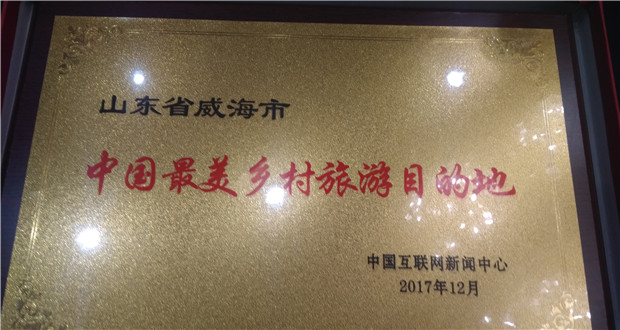 山东省威海市
中国最美乡村旅游目的地
中国互联网新闻中心
2017年12月